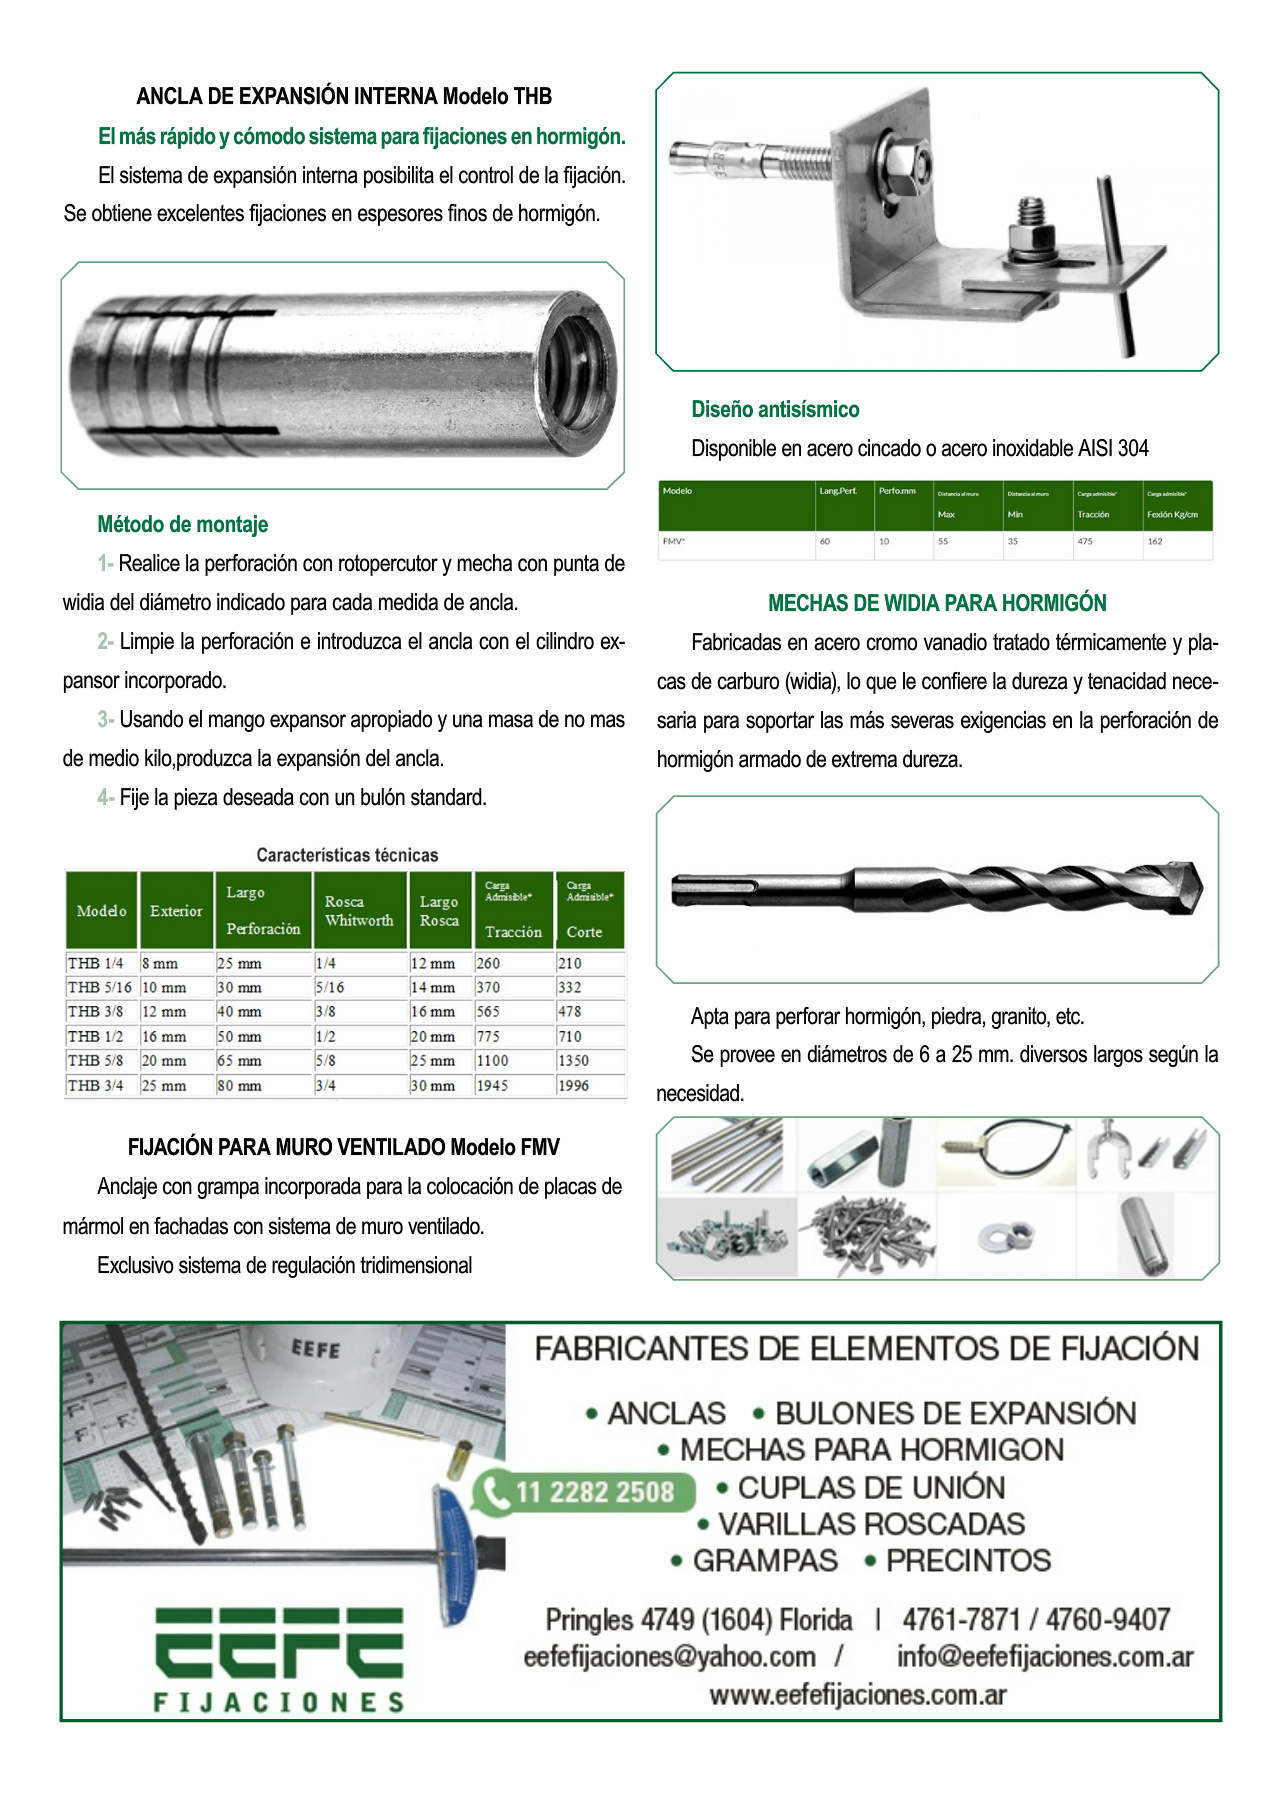 ANCLA DE EXPANSIÓN INTERNA Modelo THB
El más rápido y cómodo sistema para fijaciones en hormigón.
El sistema de expansión interna posibilita el control de la fijación.
Se obtiene excelentes fijaciones en espesores finos de hormigón.
Método de montaje
1- Realice la perforación con rotopercutor y mecha con punta de
widia del diámetro indicado para cada medida de ancla.
2- Limpie la perforación e introduzca el ancla con el cilindro ex-
pansor incorporado.
3- Usando el mango expansor apropiado y una masa de no mas
de medio kilo,produzca la expansión del ancla.
4- Fije la pieza deseada con un bulón standard.
Características técnicas
Modelo Exterior Largo Perforación Rosca Whitworth Largo Rosca Carga Admisible* Tracción Carga Admisible* Corte
THB 1/4 8 mm 25 mm 1/4 12 mm 260 210
THB 5/16 10 mm 30 mm 5/16 14 mm 370 332
THB 3/8 12 mm 40 mm 3/8 16 mm 565 478
THB 1/2 16 mm 50 mm 1/2 20 mm 775 710
THB 5/8 20 mm 65 mm 5/8 25 mm 1100 1350
THB 3/4 25 mm 80 mm 3/4 30 mm 1945 1996
FIJACIÓN PARA MURO VENTILADO Modelo FMV
Anclaje con grampa incorporada para la colocación de placas de
mármol en fachadas con sistema de muro ventilado.
Exclusivo sistema de regulación tridimensional
Diseño antisísmico
Disponible en acero cincado o acero inoxidable AISI 304
Modelo Lang.Perf. Perfo.mm Distancia al muro Max Distancia al muro Min Carga admisible* Tracción Carga admisible* Fexión Kg/cm
FMV* 60 10 55 35 475 162
MECHAS DE WIDIA PARA HORMIGÓN
Fabricadas en acero cromo vanadio tratado térmicamente y pla-
cas de carburo (widia), lo que le confiere la dureza y tenacidad nece-
saria para soportar las más severas exigencias en la perforación de
hormigón armado de extrema dureza.
Apta para perforar hormigón, piedra, granito, etc.
Se provee en diámetros de 6 a 25 mm. diversos largos según la
necesidad.
EEFE
FABRICANTES DE ELEMENTOS DE FIJACIÓN
• ANCLAS • BULONES DE EXPANSIÓN
• MECHAS PARA HORMIGON
11 2282 2508
• CUPLAS DE UNIÓN
• VARILLAS ROSCADAS
• GRAMPAS • PRECINTOS
Pringles 4749 (1604) Florida | 4761-7871 / 4760-9407
eefefijaciones@yahoo.com / info@eefefijaciones.com.ar
www.eefefijaciones.com.ar
EEFE
FIJACIONES